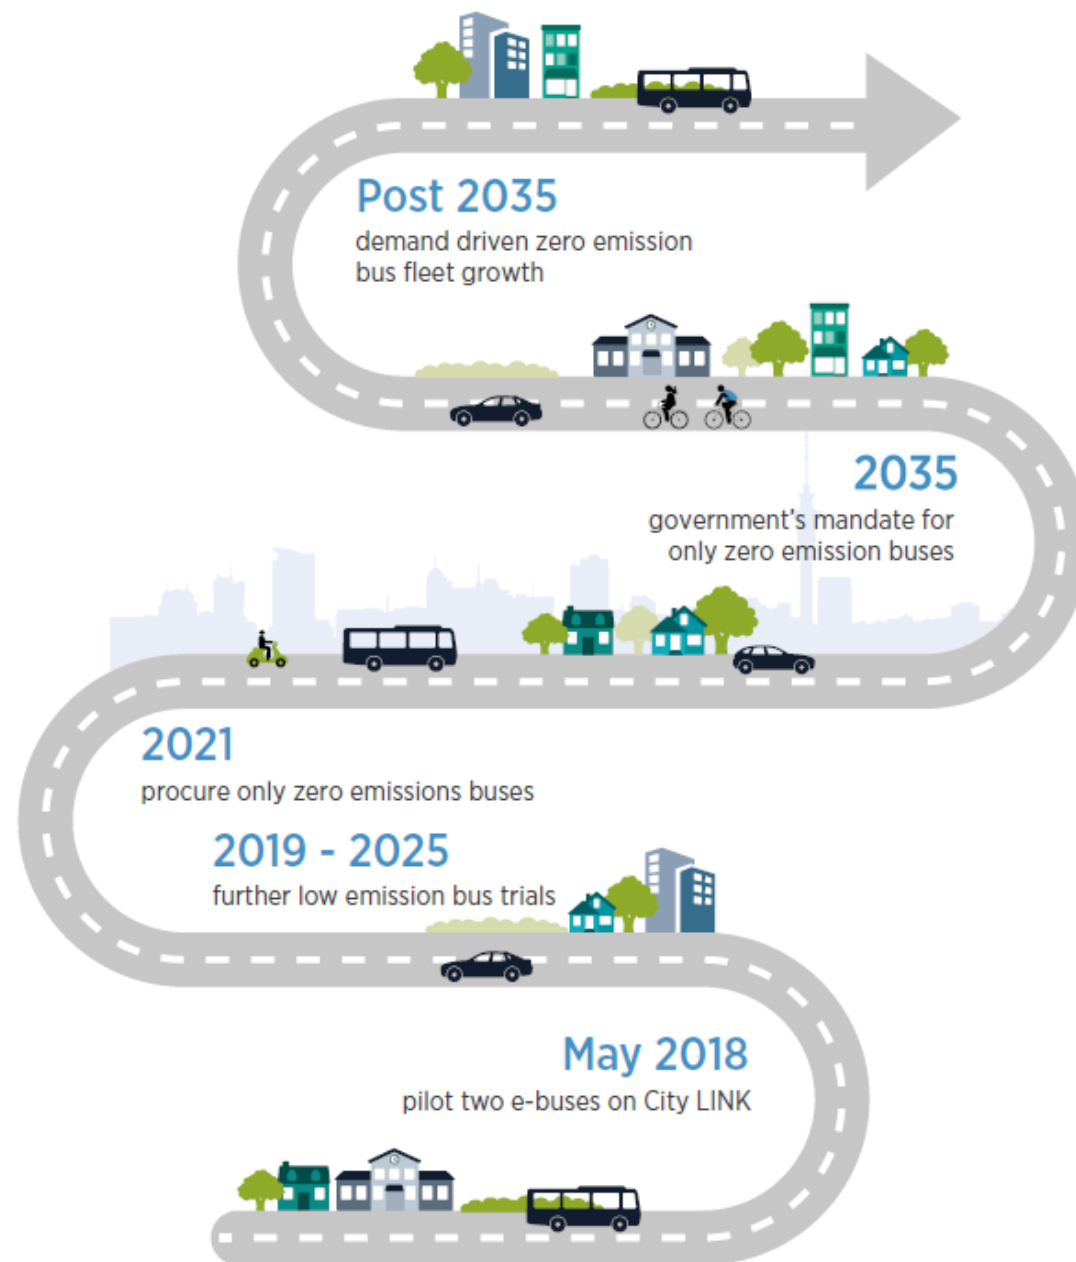 Post 2035
demand driven zero emission
bus fleet growth
2035
government's mandate for
only zero emission buses
2021
procure only zero emissions buses
2019 - 2025
further low emission bus trials
May 2018
pilot two e-buses on City LINK